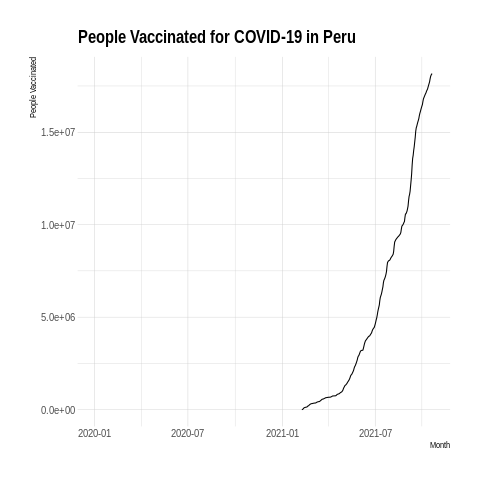 People Vaccinated for COVID-19 in Peru
People Vaccinated
1.5e+07
1.0e+07
5.0e+06
0.0e+00
2020-01 2020-07 2021-01 2021-07
Month